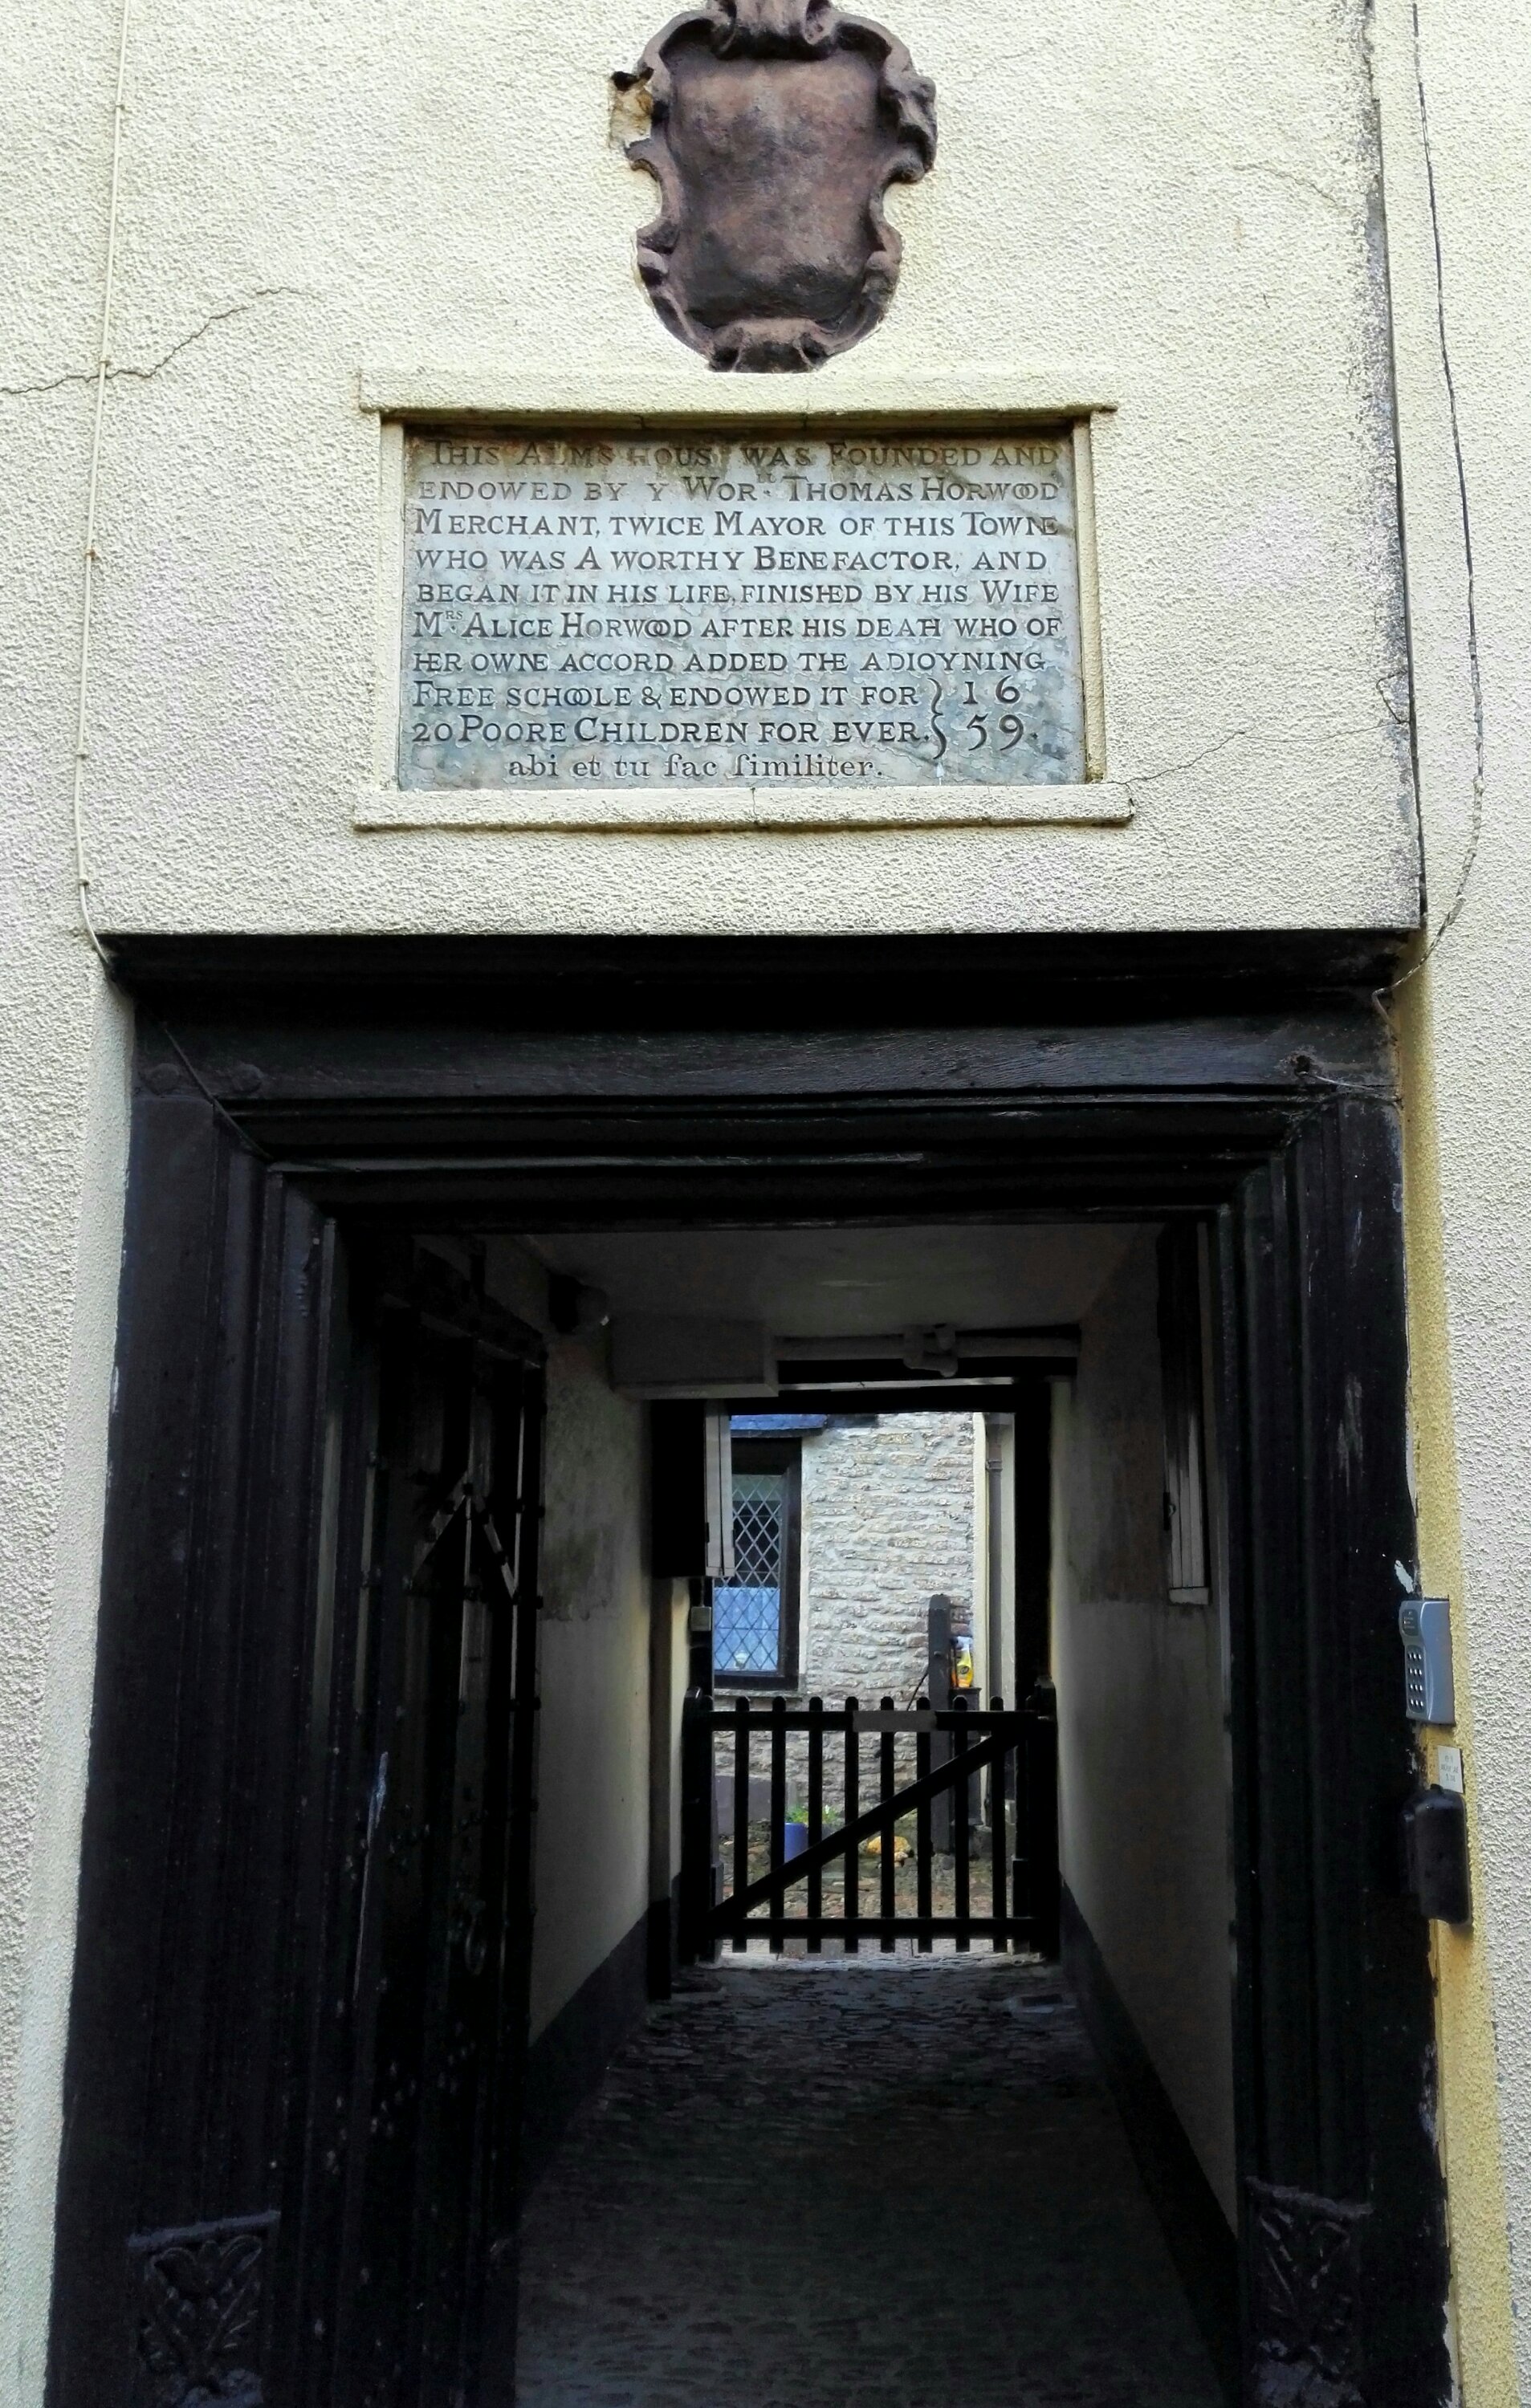 THIS ALMS HOUSE WAS FOUNDED AND
ENDOWED BY Y WOR.ll THOMAS HORWOOD
MERCHANT, TWICE MAYOR OF THIS TOWNE
WHO WAS A WORTHY BENEFACTOR, AND
BEGAN IT IN HIS LIFE, FINISHED BY HIS WIFE
MRS. ALICE HORWOOD AFTER HIS DEATH WHO OF
HER OWNE ACCORD ADDED THE ADIOYNING
FREE SCHOOLE & ENDOWED IT FOR } 16
20 POORE CHILDREN FOR EVER. } 59.
abi et tu fac ſimiliter.